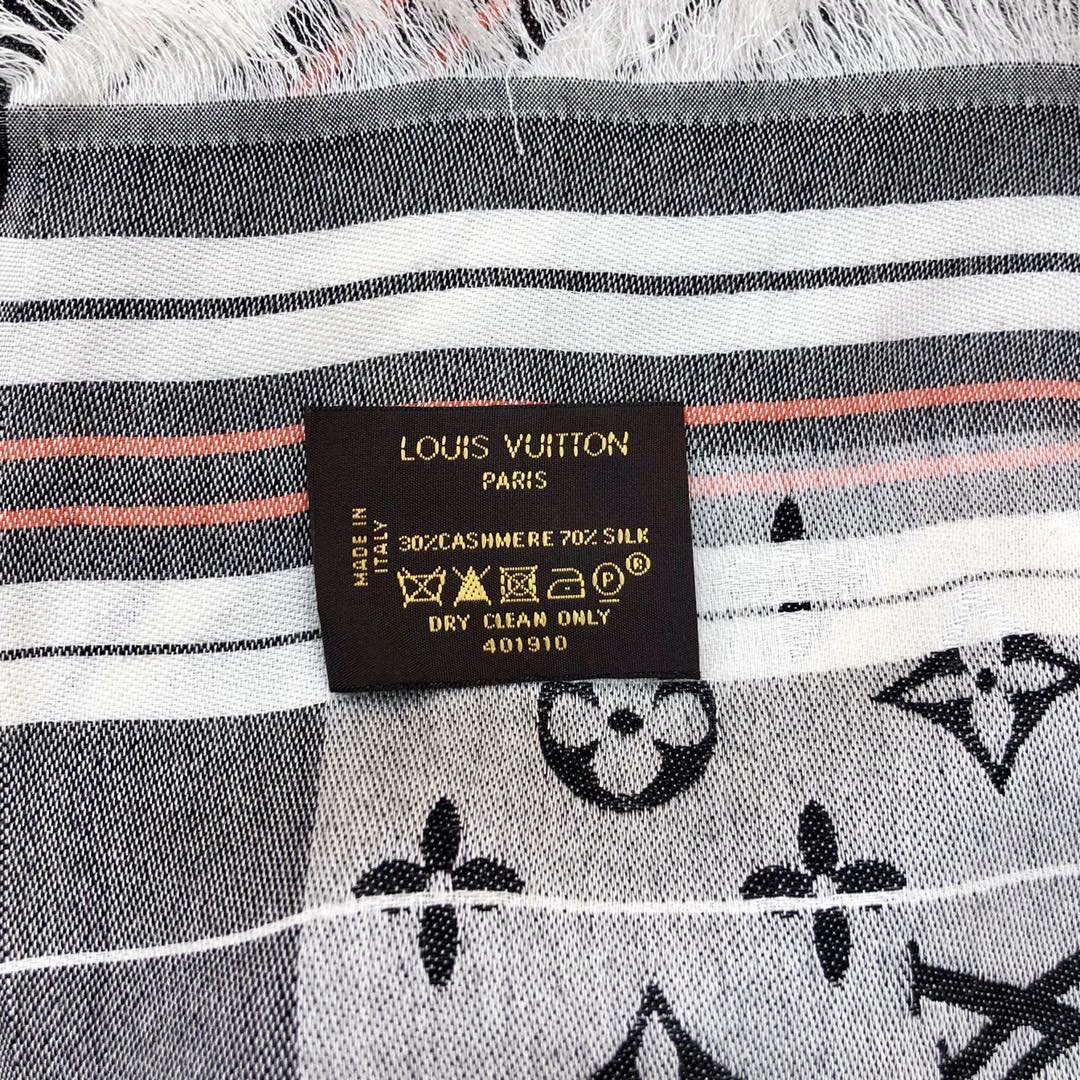 LOUIS VUITTON
PARIS
MADE IN
ITALY
30%CASHMERE 70% SILK
P®
DRY CLEAN ONLY
401910